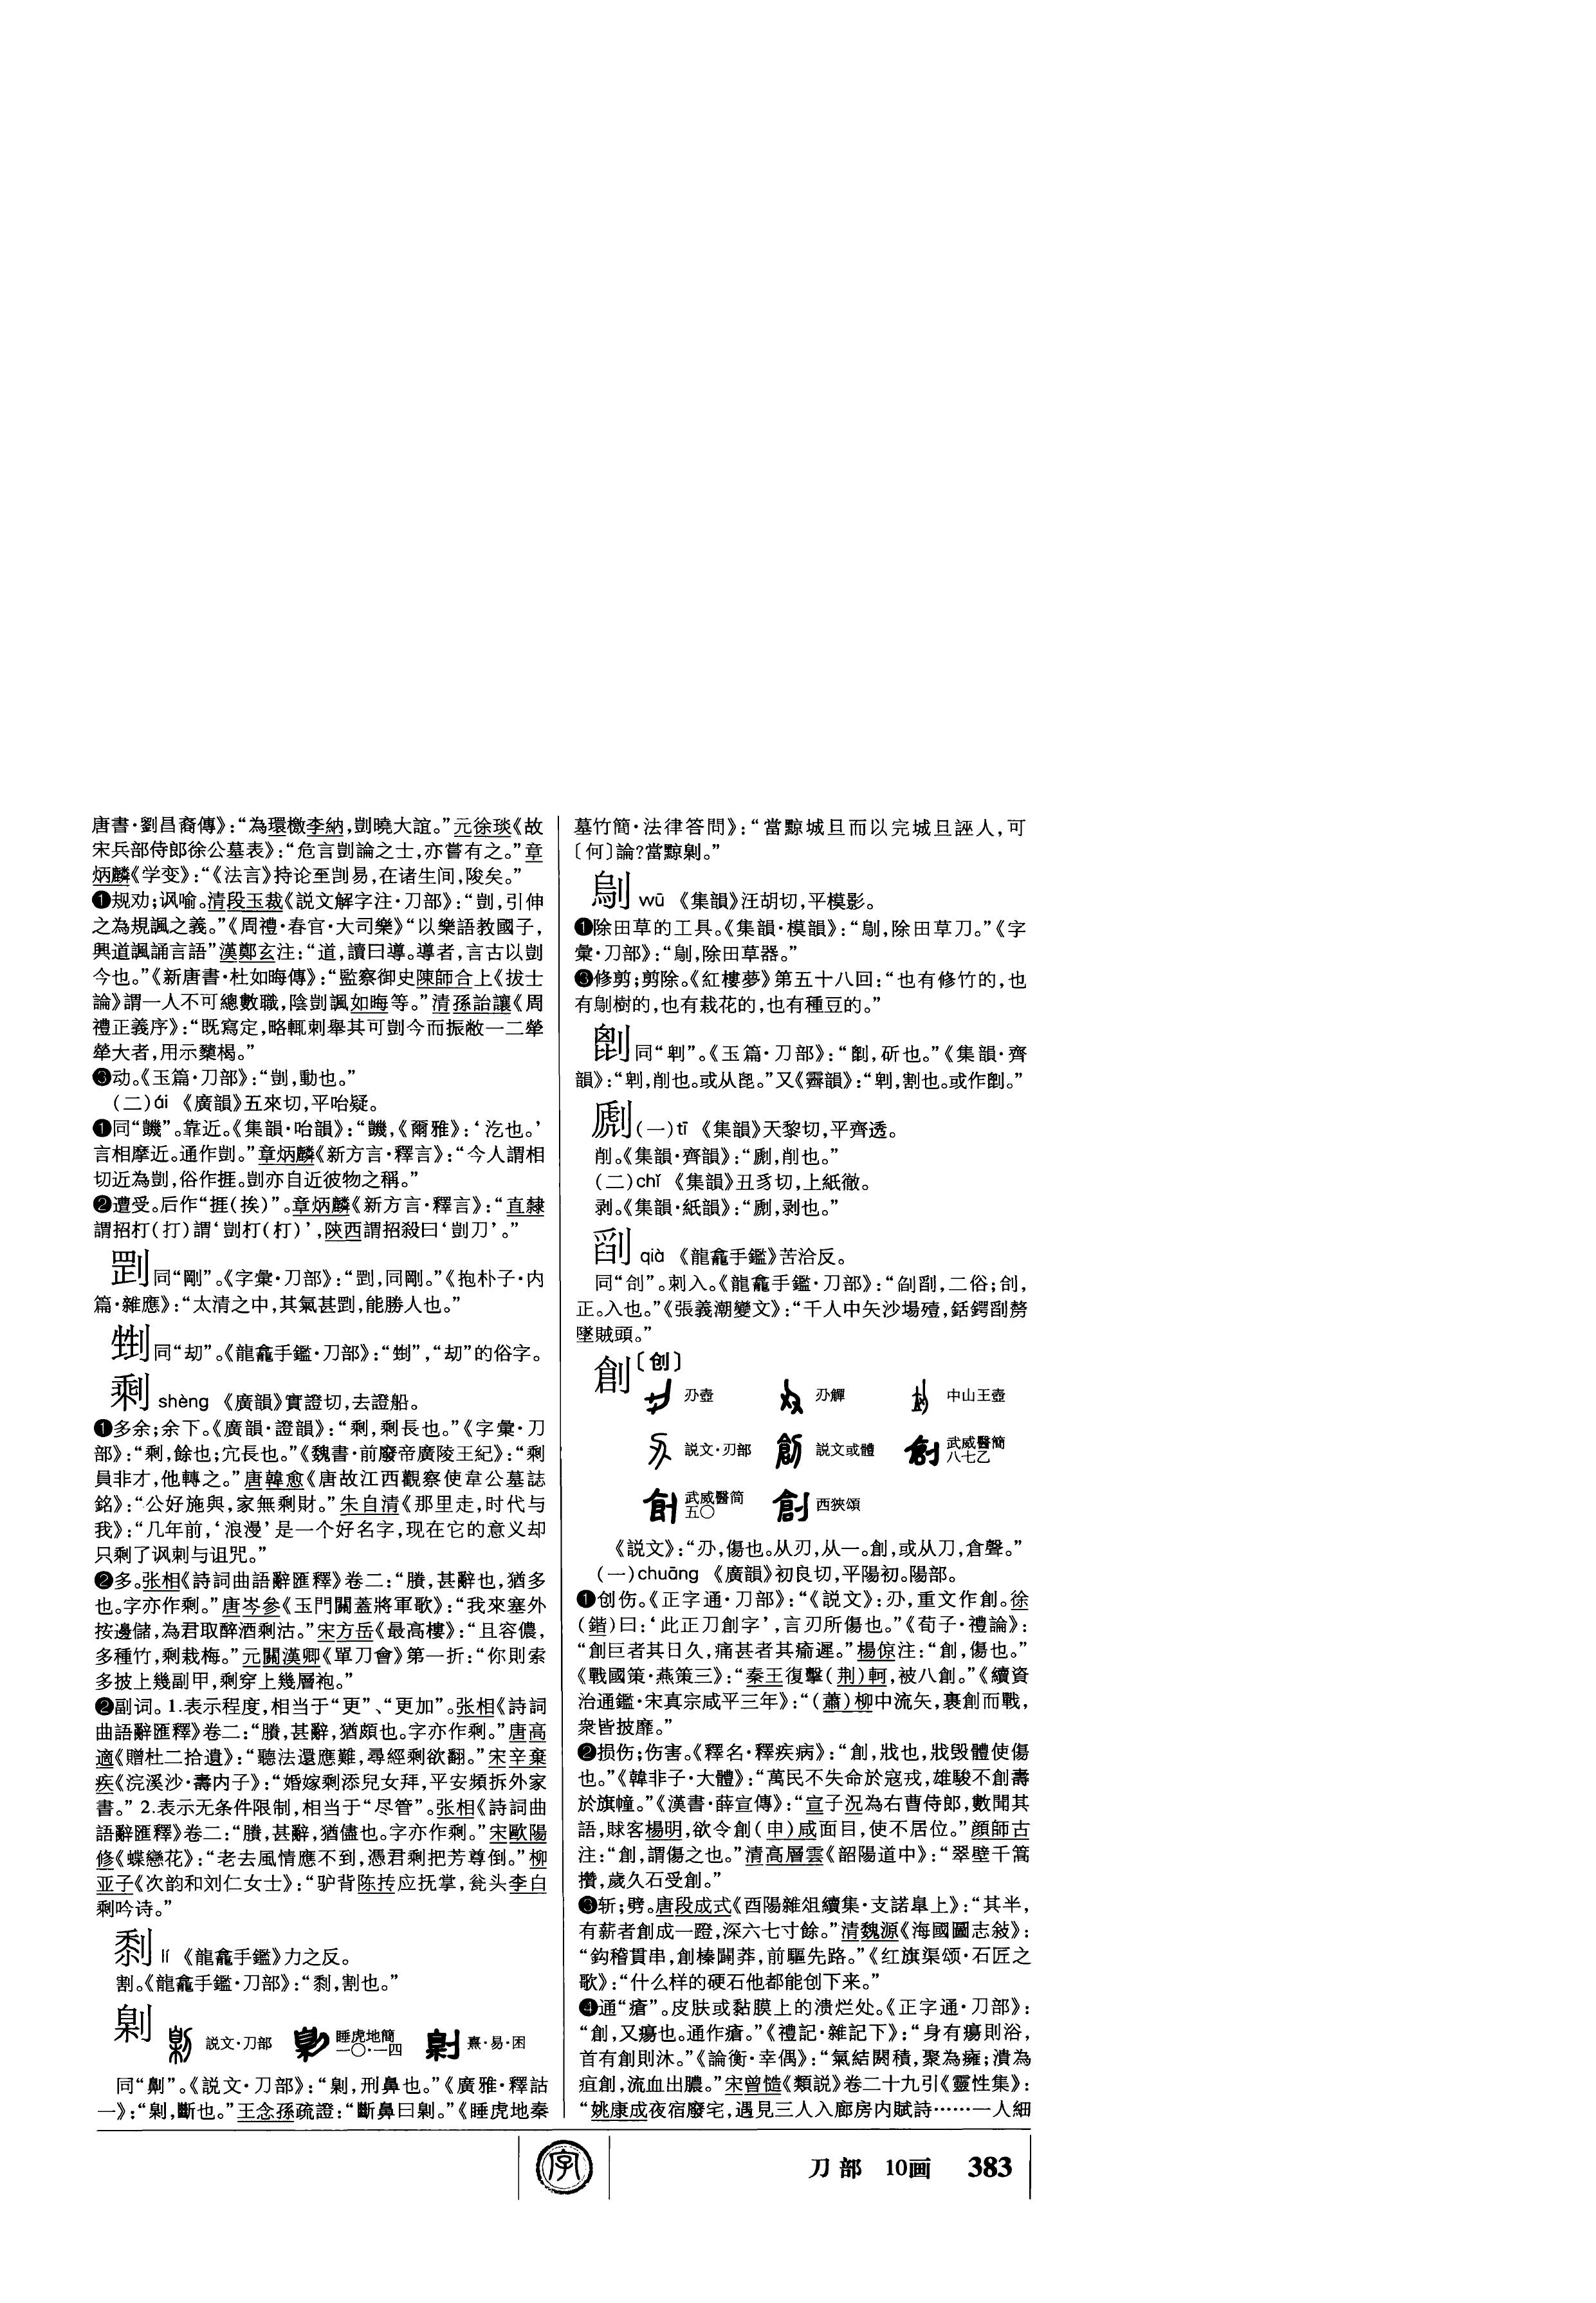 唐書·劉昌裔傳》：“為環檄李納，剴曉大誼。”元徐琰《故
宋兵部侍郎徐公墓表》：“危言剴論之士，亦嘗有之。”章
炳麟《学变》：“《法言》持论至剀易，在诸生间，陖矣。”
❶规劝；讽喻。清段玉裁《説文解字注·刀部》：“剴，引伸
之為規諷之義。”《周禮·春官·大司樂》“以樂語教國子，
興道諷誦言語”漢鄭玄注：“道，讀曰導。導者，言古以剴
今也。”《新唐書·杜如晦傳》：“監察御史陳師合上《拔士
論》謂一人不可總數職，陰剴諷如晦等。”清孫詒讓《周
禮正義序》：“既寫定，略輒刺舉其可剴今而振敝一二犖
犖大者，用示櫫楬。”
❸动。《玉篇·刀部》：“剴，動也。”
(二)ái 《廣韻》五來切，平咍疑。
❶同“䤗”。靠近。《集韻·咍韻》：“䤗，《爾雅》：‘汔也。’
言相摩近。通作剴。”章炳麟《新方言·釋言》：“今人謂相
切近為剴，俗作捱。剴亦自近彼物之稱。”
❷遭受。后作“捱(挨)”。章炳麟《新方言·釋言》：“直隸
謂招朾(打)謂‘剴朾(朾)’，陝西謂招殺曰‘剴刀’。”
㓻同“剛”。《字彙·刀部》：“㓻，同剛。”《抱朴子·内
篇·雜應》：“太清之中，其氣甚㓻，能勝人也。”
同“刼”。《龍龕手鑑·刀部》：“”，“刼”的俗字。
剩 shèng 《廣韻》實證切，去證船。
❶多余；余下。《廣韻·證韻》：“剩，剩長也。”《字彙·刀
部》：“剩，餘也；冗長也。”《魏書·前廢帝廣陵王紀》：“剩
員非才，他轉之。”唐韓愈《唐故江西觀察使韋公墓誌
銘》：“公好施與，家無剩財。”朱自清《那里走，时代与
我》：“几年前，‘浪漫’是一个好名字，现在它的意义却
只剩了讽刺与诅咒。”
❷多。张相《詩詞曲語辭匯釋》卷二：“賸，甚辭也，猶多
也。字亦作剩。”唐岑參《玉門關蓋將軍歌》：“我來塞外
按邊儲，為君取醉酒剩沽。”宋方岳《最高樓》：“且容儂，
多種竹，剩栽梅。”元關漢卿《單刀會》第一折：“你則索
多披上幾副甲，剩穿上幾層袍。”
❷副词。1.表示程度，相当于“更”、“更加”。张相《詩詞
曲語辭匯釋》卷二：“賸，甚辭，猶頗也。字亦作剩。”唐高
適《贈杜二拾遺》：“聽法還應難，尋經剩欲翻。”宋辛棄
疾《浣溪沙·壽内子》：“婚嫁剩添兒女拜，平安頻拆外家
書。”2.表示无条件限制，相当于“尽管”。张相《詩詞曲
語辭匯釋》卷二：“賸，甚辭，猶儘也。字亦作剩。”宋歐陽
修《蝶戀花》：“老去風情應不到，憑君剩把芳尊倒。”柳
亚子《次韵和刘仁女士》：“驴背陈抟应抚掌，瓮头李白
剩吟诗。”
剓 lí 《龍龕手鑑》力之反。
割。《龍龕手鑑·刀部》：“剓，割也。”
劓 説文·刀部 睡虎地簡一〇·一四 熹·易·困
同“劓”。《説文·刀部》：“臬刂，刑鼻也。”《廣雅·釋詁
一》：“臬刂，斷也。”王念孫疏證：“斷鼻曰臬刂。”《睡虎地秦
墓竹簡·法律答問》：“當黥城旦而以完城旦誣人，可
〔何〕論？當黥臬刂。”
wū 《集韻》汪胡切，平模影。
❶除田草的工具。《集韻·模韻》：“，除田草刀。”《字
彙·刀部》：“，除田草器。”
❸修剪；剪除。《紅樓夢》第五十八回：“也有修竹的，也
有樹的，也有栽花的，也有種豆的。”
同“剕”。《玉篇·刀部》：“，斫也。”《集韻·齊
韻》：“，削也。或从㲋。”又《霽韻》：“，割也。或作。”
㔸(一)tī 《集韻》天黎切，平齊透。
削。《集韻·齊韻》：“，削也。”
(二)chǐ 《集韻》丑豸切，上紙徹。
剥。《集韻·紙韻》：“，剥也。”
qià 《龍龕手鑑》苦洽反。
同“㓣”。刺入。《龍龕手鑑·刀部》：“，二俗；㓣，
正。入也。”《張義潮變文》：“千人中矢沙場殪，銛鍔剺
墜賊頭。”
創〔创〕
刅壺 刅觶 中山王壺
説文·刃部 説文或體 武威醫簡八七乙
武威醫简五〇 西狹頌
《説文》：“刅，傷也。从刃，从一。創，或从刀，倉聲。”
(一)chuāng 《廣韻》初良切，平陽初。陽部。
❶创伤。《正字通·刀部》：“《説文》：刅，重文作創。徐
(鍇)曰：‘此正刀創字’，言刃所傷也。”《荀子·禮論》：
“創巨者其日久，痛甚者其瘉遲。”楊倞注：“創，傷也。”
《戰國策·燕策三》：“秦王復擊(荆)軻，被八創。”《續資
治通鑑·宋真宗咸平三年》：“(蕭)柳中流矢，裹創而戰，
衆皆披靡。”
❷损伤；伤害。《釋名·釋疾病》：“創，戕也，戕毁體使傷
也。”《韓非子·大體》：“萬民不失命於寇戎，雄駿不創壽
於旗幢。”《漢書·薛宣傳》：“宣子況為右曹侍郎，數聞其
語，賕客楊明，欲令創(申)咸面目，使不居位。”顔師古
注：“創，謂傷之也。”清高層雲《韶陽道中》：“翠壁千篙
攢，歲久石受創。”
❸斩；劈。唐段成式《酉陽雜俎續集·支諾皐上》：“其半，
有薪者創成一蹬，深六七寸餘。”清魏源《海國圖志敍》：
“鈎稽貫串，創榛闢莽，前驅先路。”《红旗渠颂·石匠之
歌》：“什么样的硬石他都能创下来。”
❹通“瘡”。皮肤或黏膜上的溃烂处。《正字通·刀部》：
“創，又瘍也。通作瘡。”《禮記·雜記下》：“身有瘍則浴，
首有創則沐。”《論衡·幸偶》：“氣結閼積，聚為癰；潰為
疽創，流血出膿。”宋曾慥《類説》卷二十九引《靈怪集》：
“姚康成夜宿廢宅，遇見三人入廊房内賦詩……一人細
字
刀部 10画 383